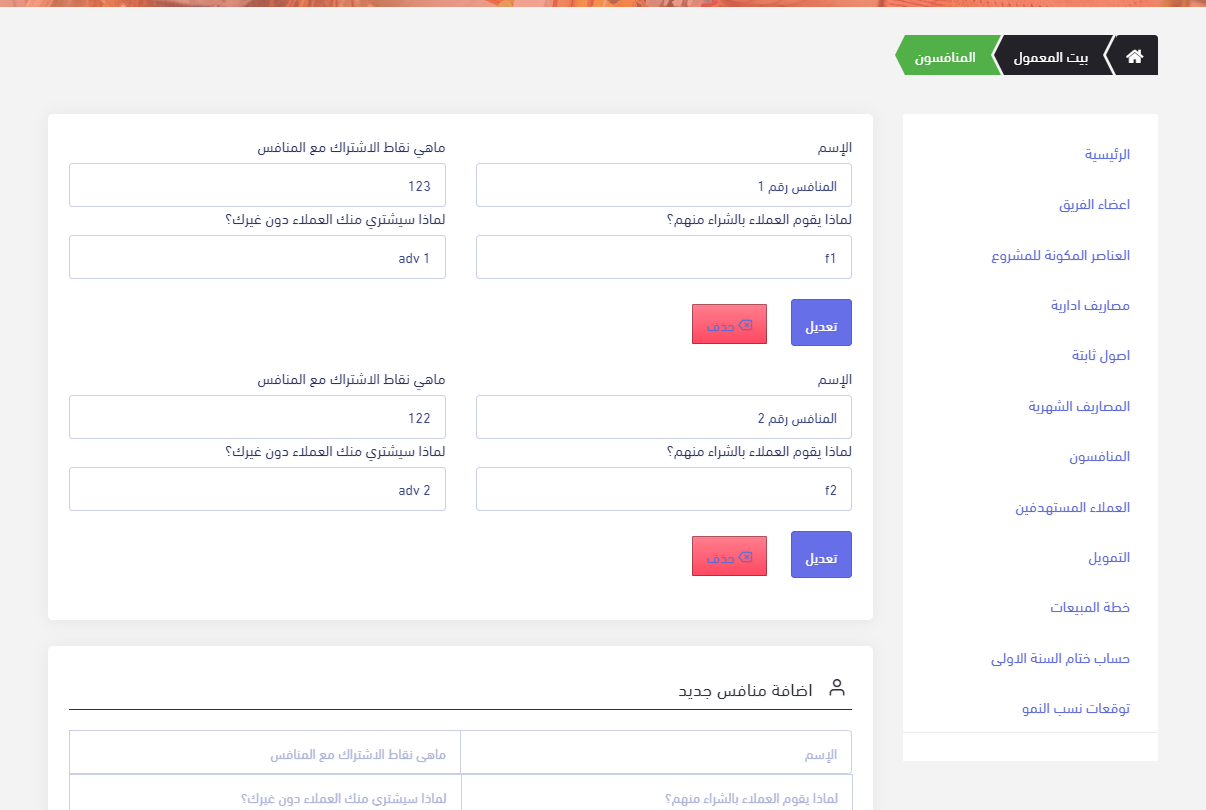 بيت المعمول
المنافسون
الرئيسية
اعضاء الفريق
العناصر المكونة للمشروع
مصاريف ادارية
اصول ثابتة
المصاريف الشهرية
المنافسون
العملاء المستهدفين
التمويل
خطة المبيعات
حساب ختام السنة الاولى
توقعات نسب النمو
الإسم
ماهي نقاط الاشتراك مع المنافس
المنافس رقم 1
123
لماذا يقوم العملاء بالشراء منهم؟
لماذا سيشتري منك العملاء دون غيرك؟
f1
adv 1
تعديل
حذف
الإسم
ماهي نقاط الاشتراك مع المنافس
المنافس رقم 2
122
لماذا يقوم العملاء بالشراء منهم؟
لماذا سيشتري منك العملاء دون غيرك؟
f2
adv 2
تعديل
حذف
اضافة منافس جديد
الإسم
ماهى نقاط الاشتراك مع المنافس
لماذا يقوم العملاء بالشراء منهم؟
لماذا سيشترى منك العملاء دون غيرك؟